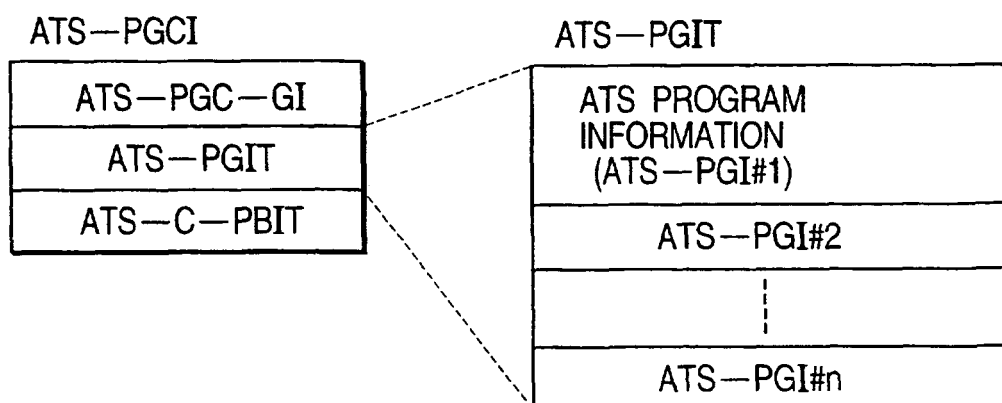 ATS—PGCI
ATS—PGC—GI
ATS—PGIT
ATS—C—PBIT
ATS—PGIT
ATS PROGRAM
INFORMATION
(ATS—PGI#1)
ATS—PGI#2
ATS—PGI#n